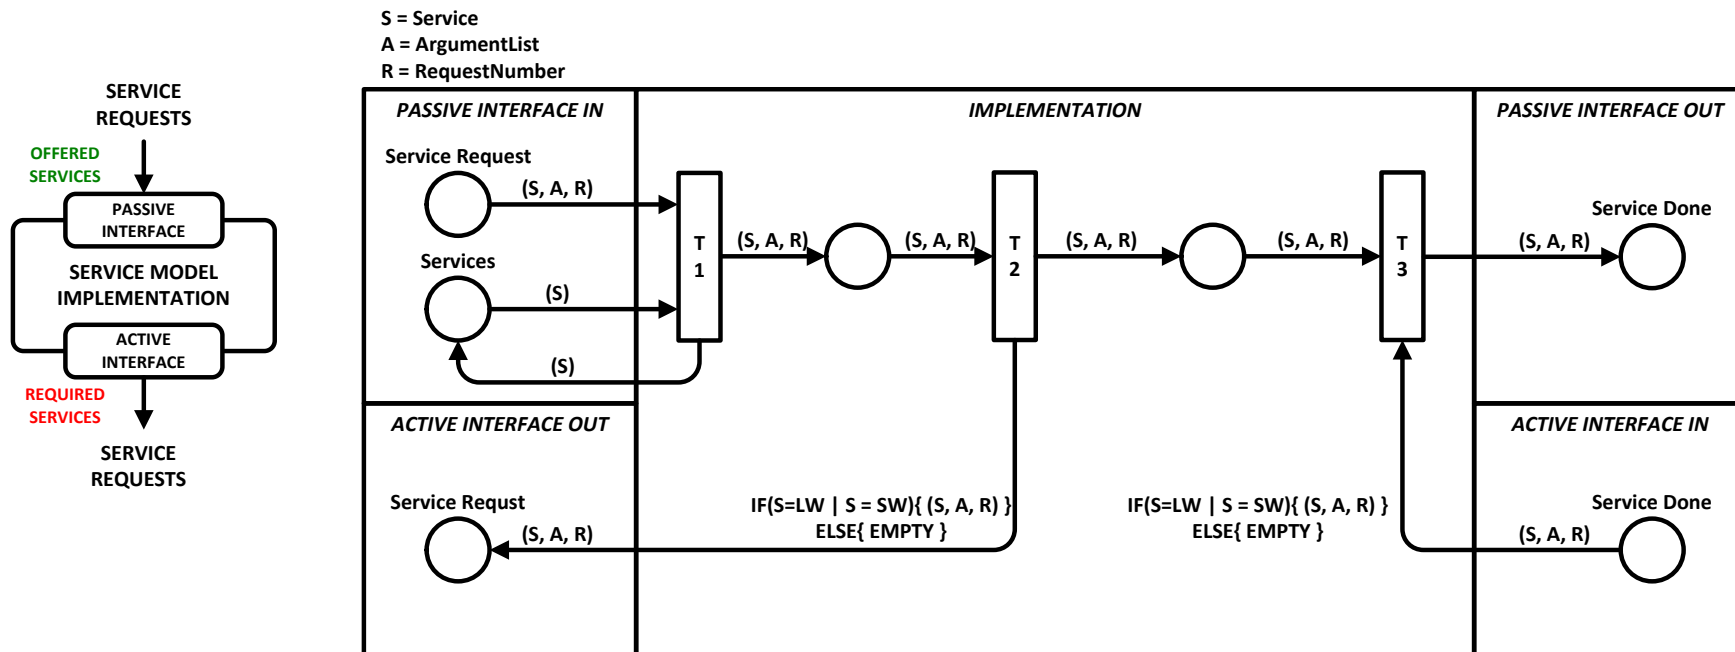 S = Service
A = ArgumentList
R = RequestNumber
SERVICE
REQUESTS
OFFERED
SERVICES
PASSIVE
INTERFACE
SERVICE MODEL
IMPLEMENTATION
ACTIVE
INTERFACE
REQUIRED
SERVICES
SERVICE
REQUESTS
PASSIVE INTERFACE IN
Service Request
(S, A, R)
Services
(S)
(S)
IMPLEMENTATION
T
1
(S, A, R)
(S, A, R)
T
2
(S, A, R)
(S, A, R)
T
3
PASSIVE INTERFACE OUT
Service Done
(S, A, R)
ACTIVE INTERFACE OUT
Service Requst
(S, A, R)
IF(S=LW | S = SW){ (S, A, R) }
ELSE{ EMPTY }
IF(S=LW | S = SW){ (S, A, R) }
ELSE{ EMPTY }
ACTIVE INTERFACE IN
Service Done
(S, A, R)